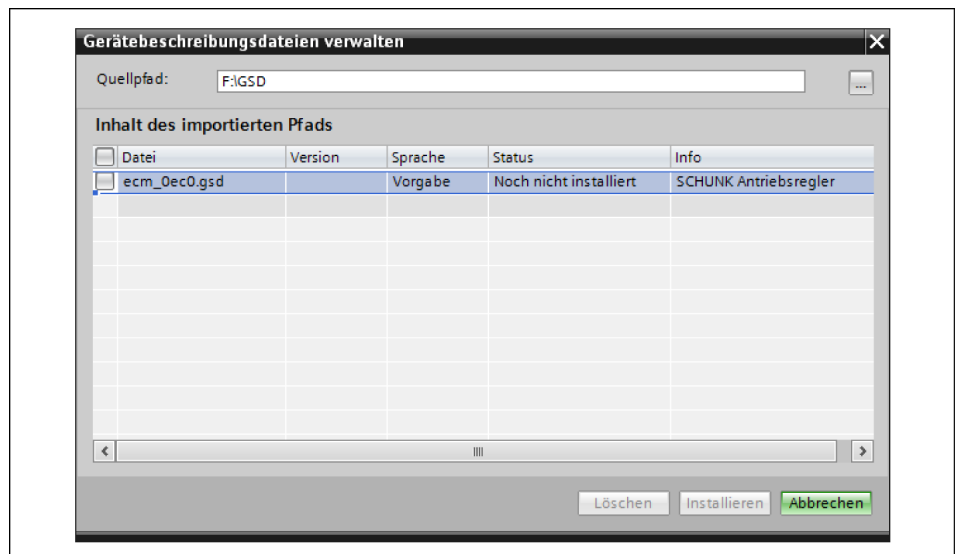 Gerätebeschreibungsdateien verwalten
Quellpfad: F:\GSD ...
Inhalt des importierten Pfads
Datei Version Sprache Status Info
ecm_0ec0.gsd Vorgabe Noch nicht installiert SCHUNK Antriebsregler
Löschen Installieren Abbrechen